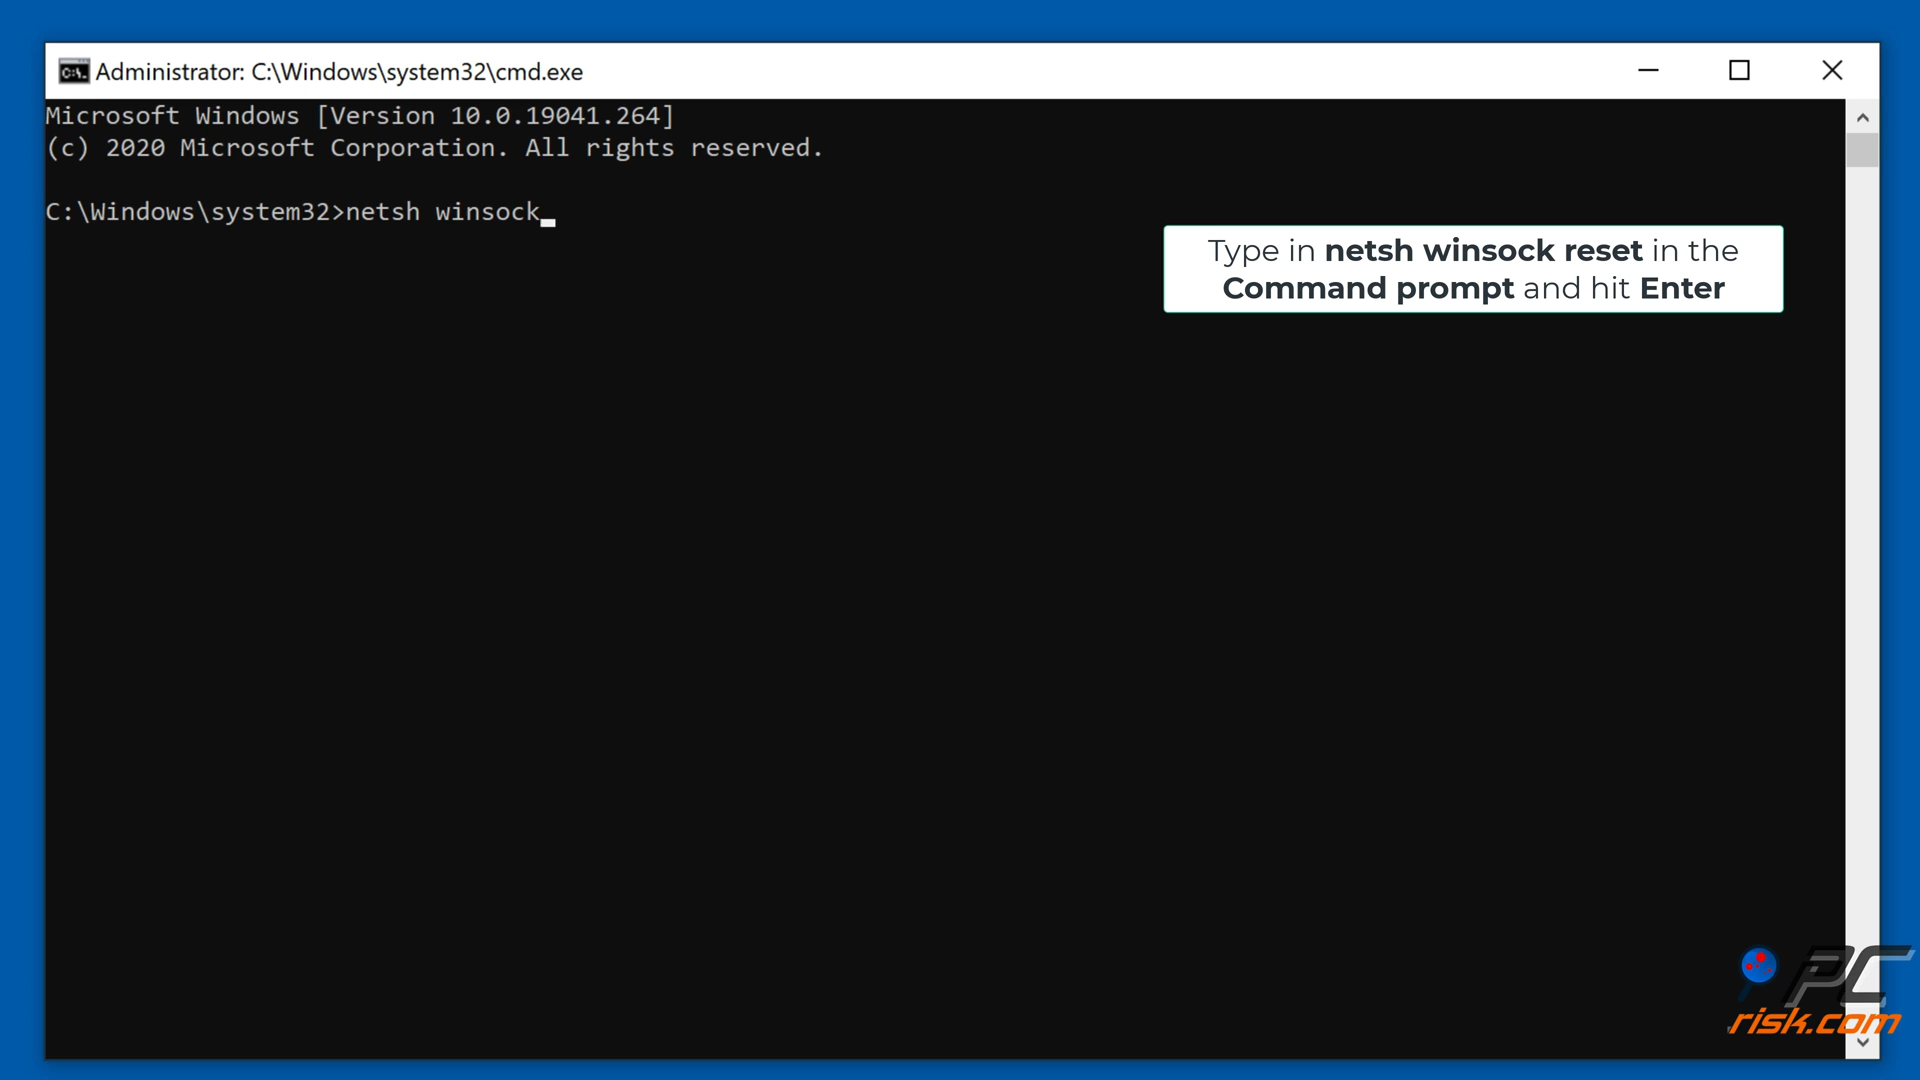 Administrator: C:\Windows\system32\cmd.exe
Microsoft Windows [Version 10.0.19041.264]
(c) 2020 Microsoft Corporation. All rights reserved.
C:\Windows\system32>netsh winsock
Type in netsh winsock reset in the
Command prompt and hit Enter
PC
risk.com